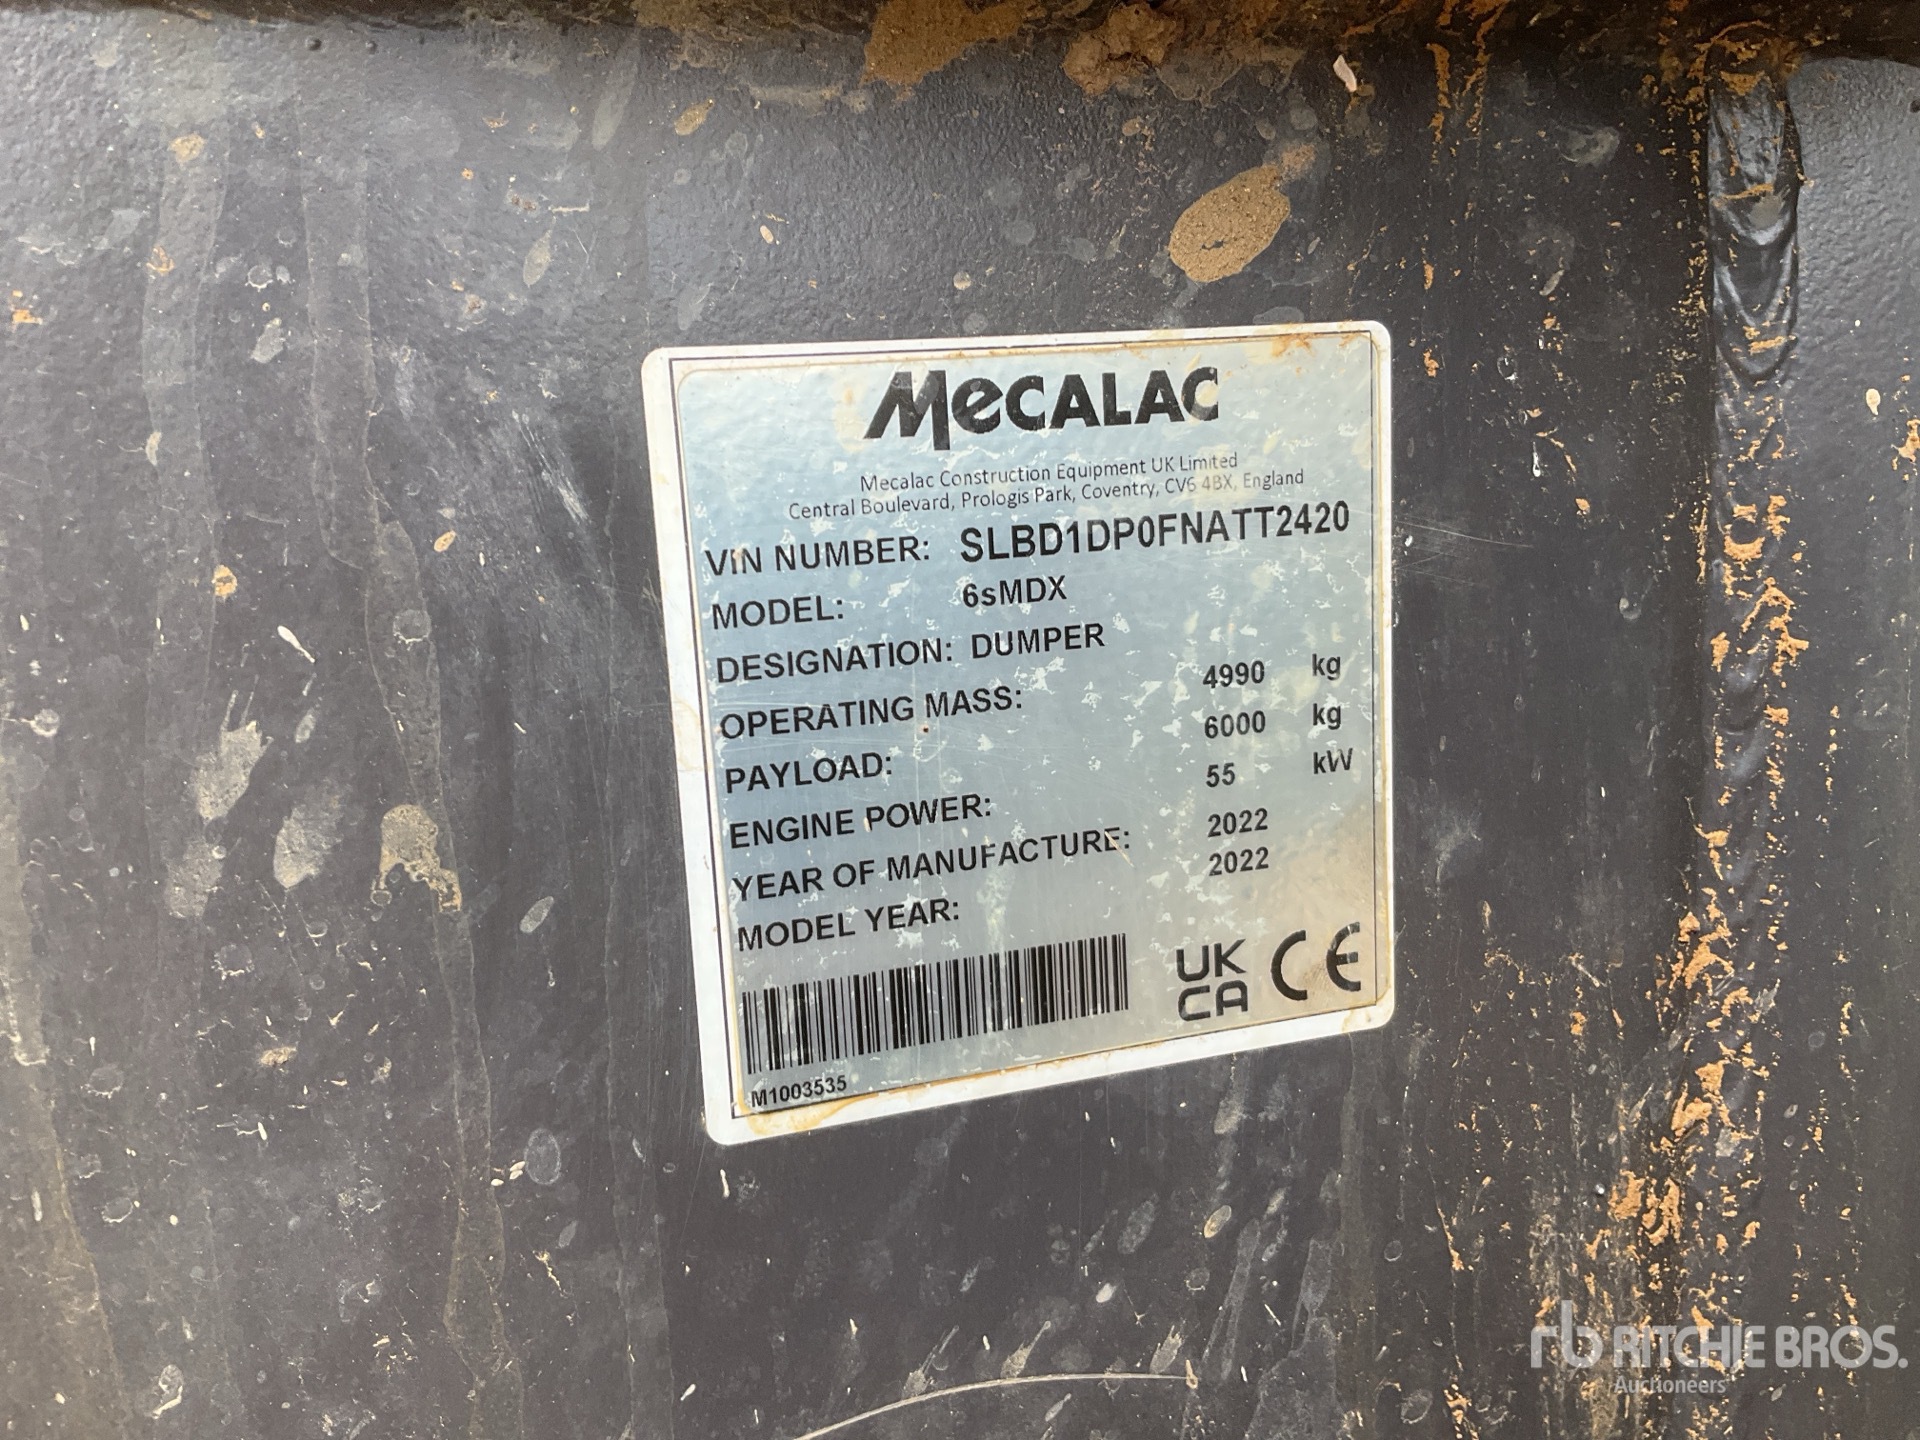 MECALAC
Mecalac Construction Equipment UK Limited
Central Boulevard, Prologis Park, Coventry, CV6 4BX, England
VIN NUMBER: SLBD1DP0FNATT2420
MODEL: 6sMDX
DESIGNATION: DUMPER
OPERATING MASS: 4990 kg
PAYLOAD: 6000 kg
ENGINE POWER: 55 kW
YEAR OF MANUFACTURE: 2022
MODEL YEAR: 2022
UK
CA CE
M1003535
rb RITCHIE BROS.
Auctioneers